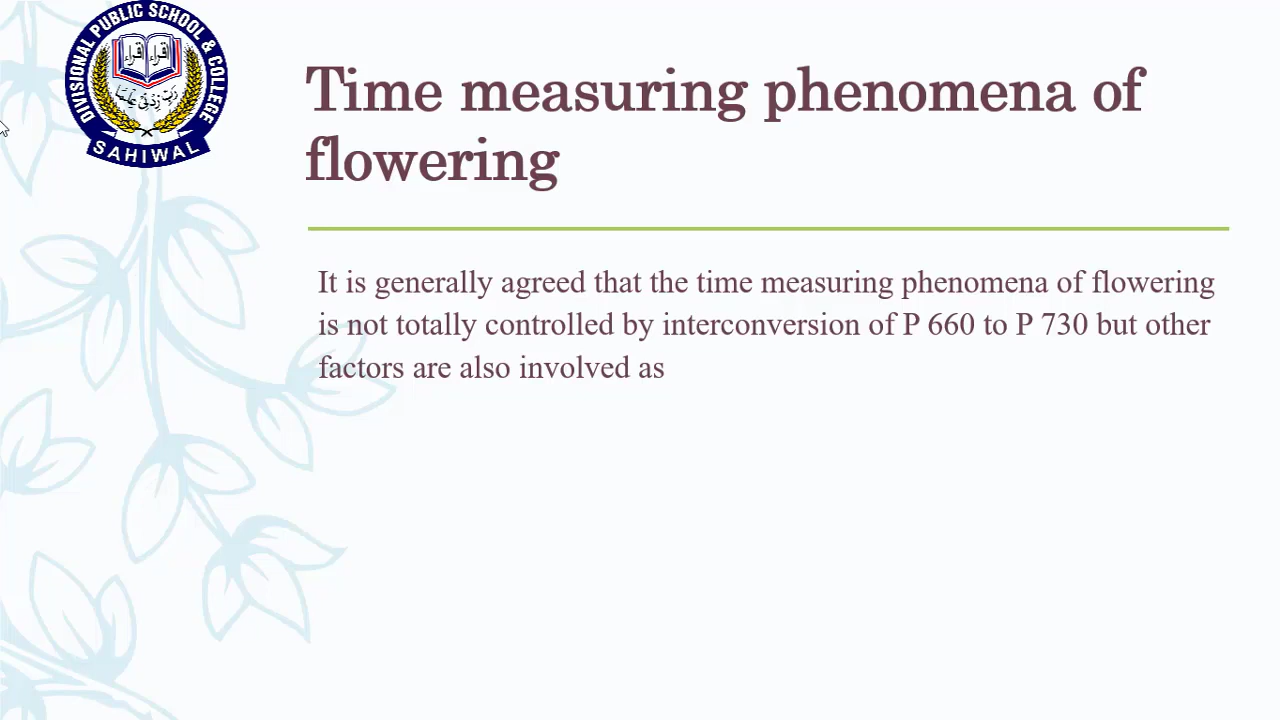 DIVISIONAL PUBLIC SCHOOL & COLLEGE
اقراء اقراء
رَبِّ زِدْنِیْ عِلْمًا
SAHIWAL
Time measuring phenomena of
flowering
It is generally agreed that the time measuring phenomena of flowering
is not totally controlled by interconversion of P 660 to P 730 but other
factors are also involved as